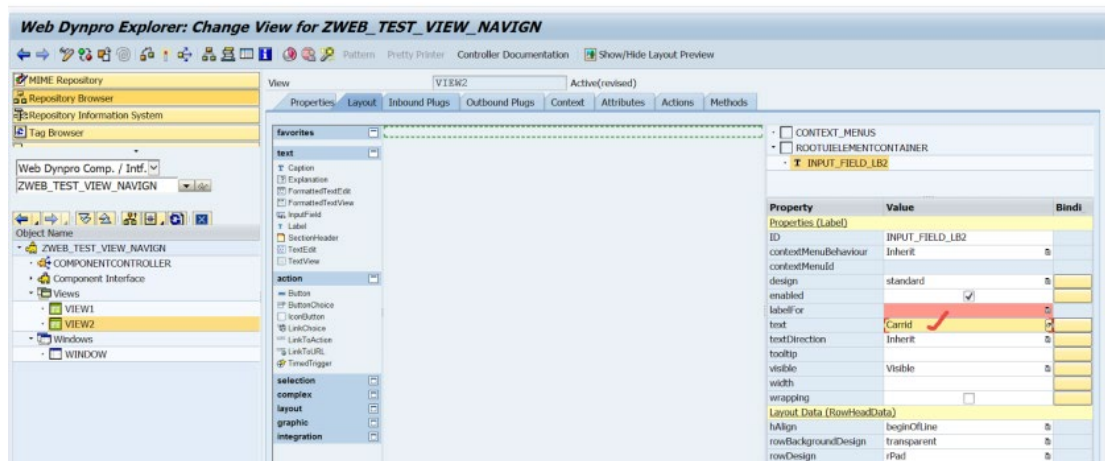 Web Dynpro Explorer: Change View for ZWEB_TEST_VIEW_NAVIGN
Pattern Pretty Printer Controller Documentation Show/Hide Layout Preview
MIME Repository
Repository Browser
Repository Information System
Tag Browser
Web Dynpro Comp. / Intf.
ZWEB_TEST_VIEW_NAVIGN
Object Name
ZWEB_TEST_VIEW_NAVIGN
COMPONENTCONTROLLER
Component Interface
Views
VIEW1
VIEW2
Windows
WINDOW
View VIEW2 Active(revised)
Properties Layout Inbound Plugs Outbound Plugs Context Attributes Actions Methods
favorites
text
Caption
Explanation
FormattedTextEdit
FormattedTextView
InputField
Label
SectionHeader
TextEdit
TextView
action
Button
ButtonChoice
IconButton
LinkChoice
LinkToAction
LinkToURL
TimedTrigger
selection
complex
layout
graphic
integration
CONTEXT_MENUS
ROOTUIELEMENTCONTAINER
INPUT_FIELD_LB2
Property Value Bindi
Properties (Label)
ID INPUT_FIELD_LB2
contextMenuBehaviour Inherit
contextMenuId
design standard
enabled
labelFor
text Carrid
textDirection Inherit
tooltip
visible Visible
width
wrapping
Layout Data (RowHeadData)
hAlign beginOfLine
rowBackgroundDesign transparent
rowDesign rPad